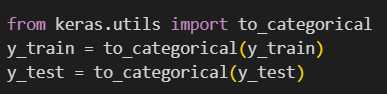 from keras.utils import to_categorical
y_train = to_categorical(y_train)
y_test = to_categorical(y_test)